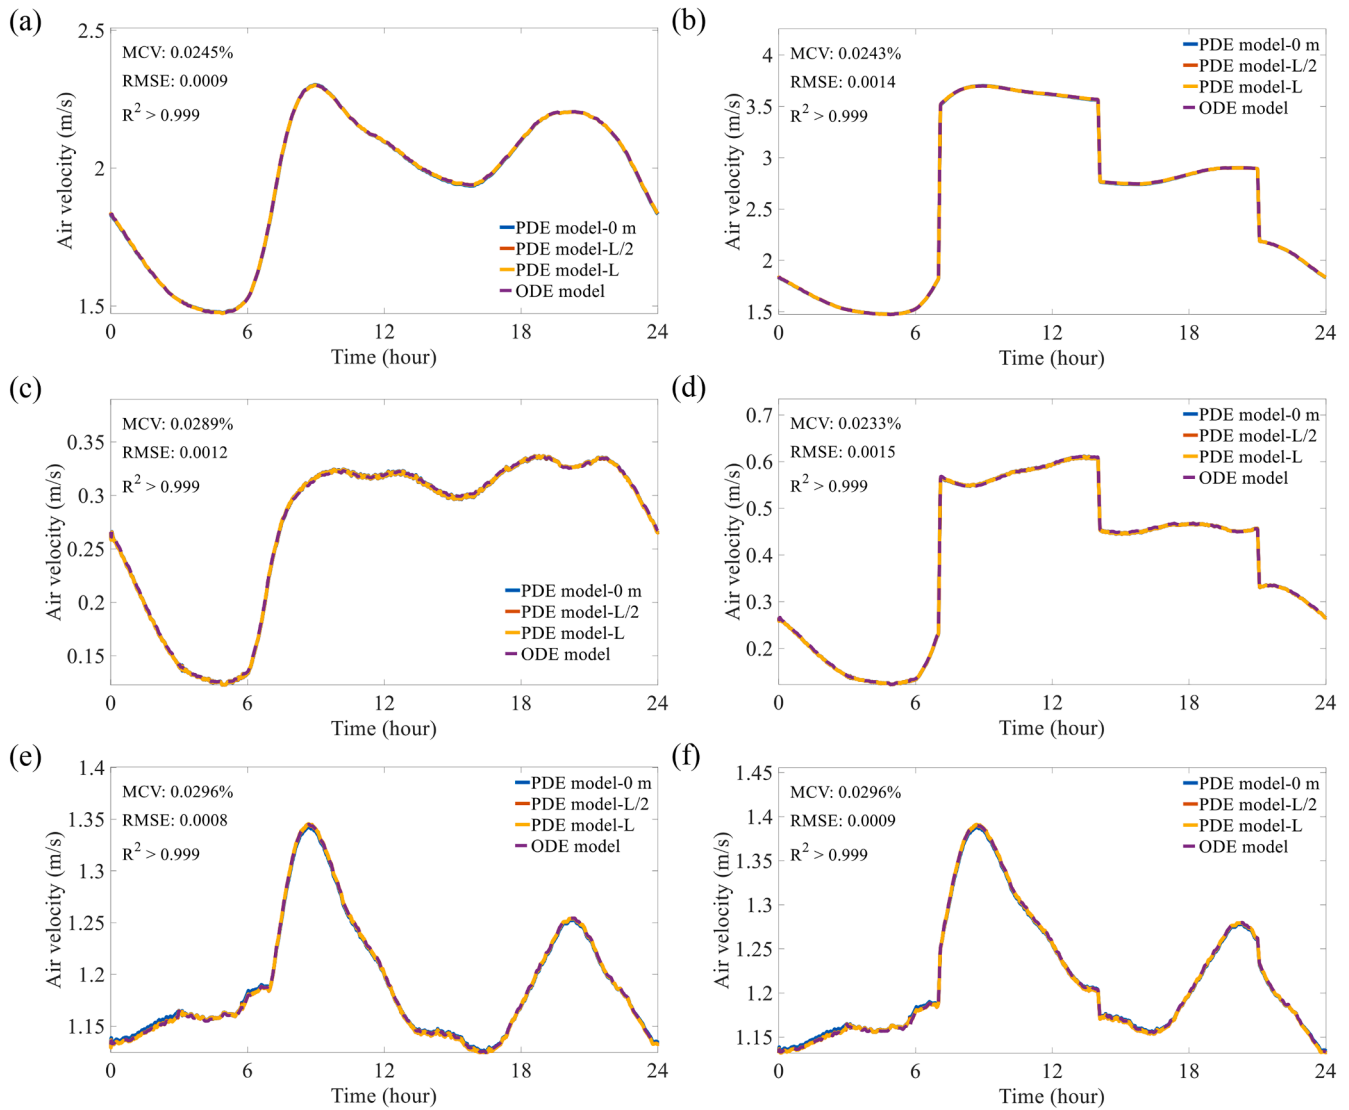 (a)
2.5
2
1.5
Air velocity (m/s)
MCV: 0.0245%
RMSE: 0.0009
R² > 0.999
PDE model-0 m
PDE model-L/2
PDE model-L
ODE model
0 6 12 18 24
Time (hour)
(b)
4
3.5
3
2.5
2
1.5
Air velocity (m/s)
MCV: 0.0243%
RMSE: 0.0014
R² > 0.999
PDE model-0 m
PDE model-L/2
PDE model-L
ODE model
0 6 12 18 24
Time (hour)
(c)
0.35
0.3
0.25
0.2
0.15
Air velocity (m/s)
MCV: 0.0289%
RMSE: 0.0012
R² > 0.999
PDE model-0 m
PDE model-L/2
PDE model-L
ODE model
0 6 12 18 24
Time (hour)
(d)
0.7
0.6
0.5
0.4
0.3
0.2
Air velocity (m/s)
MCV: 0.0233%
RMSE: 0.0015
R² > 0.999
PDE model-0 m
PDE model-L/2
PDE model-L
ODE model
0 6 12 18 24
Time (hour)
(e)
1.4
1.35
1.3
1.25
1.2
1.15
Air velocity (m/s)
MCV: 0.0296%
RMSE: 0.0008
R² > 0.999
PDE model-0 m
PDE model-L/2
PDE model-L
ODE model
0 6 12 18 24
Time (hour)
(f)
1.45
1.4
1.35
1.3
1.25
1.2
1.15
Air velocity (m/s)
MCV: 0.0296%
RMSE: 0.0009
R² > 0.999
PDE model-0 m
PDE model-L/2
PDE model-L
ODE model
0 6 12 18 24
Time (hour)